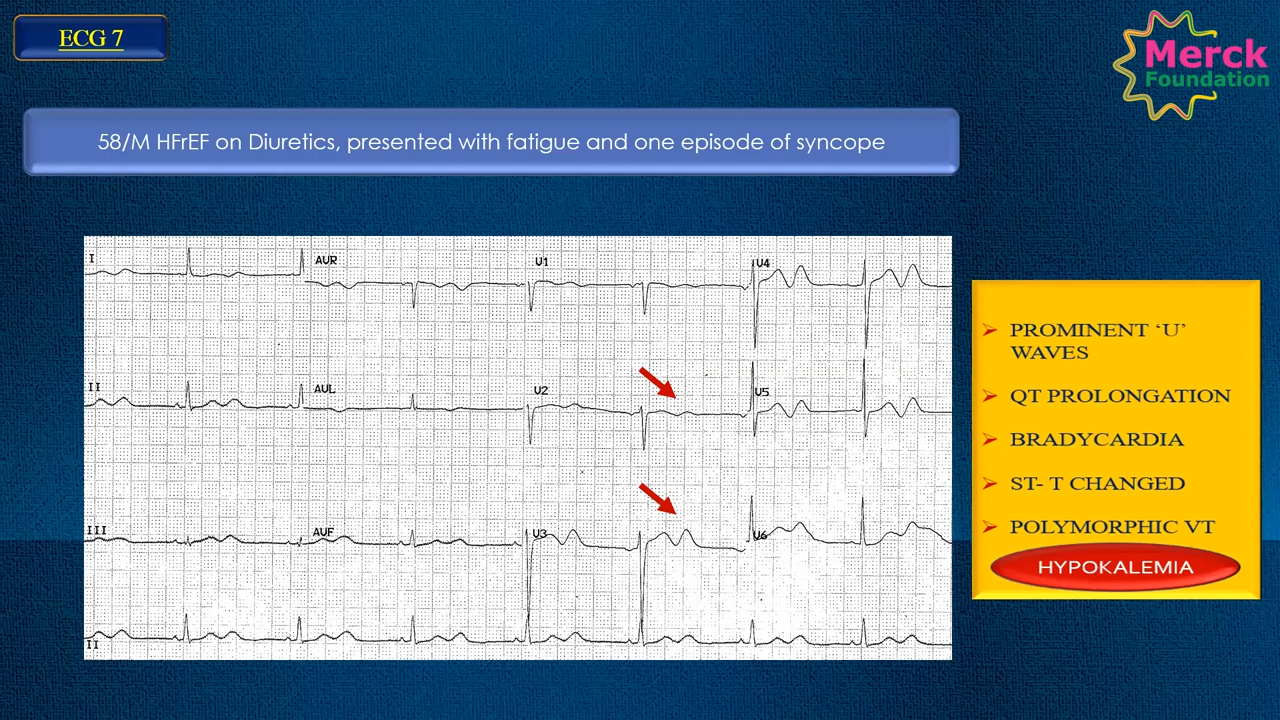 ECG 7
Merck
Foundation
58/M HFrEF on Diuretics, presented with fatigue and one episode of syncope
I
AUR
U1
U4
II
AUL
U2
U5
III
AUF
U3
U6
II
➢ PROMINENT ‘U’
WAVES
➢ QT PROLONGATION
➢ BRADYCARDIA
➢ ST- T CHANGED
➢ POLYMORPHIC VT
HYPOKALEMIA